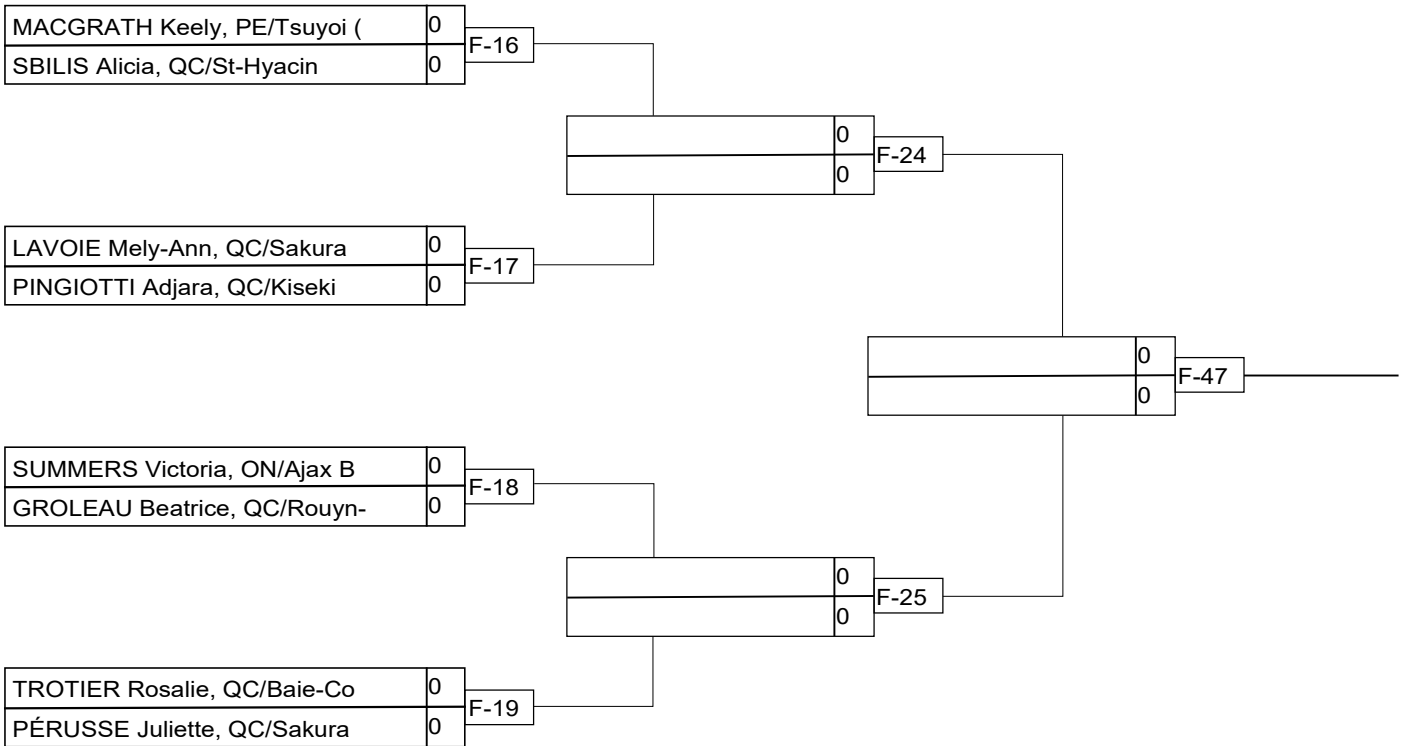 MACGRATH Keely, PE/Tsuyoi ( 0
F-16
SBILIS Alicia, QC/St-Hyacin 0
0
F-24
0
LAVOIE Mely-Ann, QC/Sakura 0
F-17
PINGIOTTI Adjara, QC/Kiseki 0
0
F-47
0
SUMMERS Victoria, ON/Ajax B 0
F-18
GROLEAU Beatrice, QC/Rouyn- 0
0
F-25
0
TROTIER Rosalie, QC/Baie-Co 0
F-19
PÉRUSSE Juliette, QC/Sakura 0